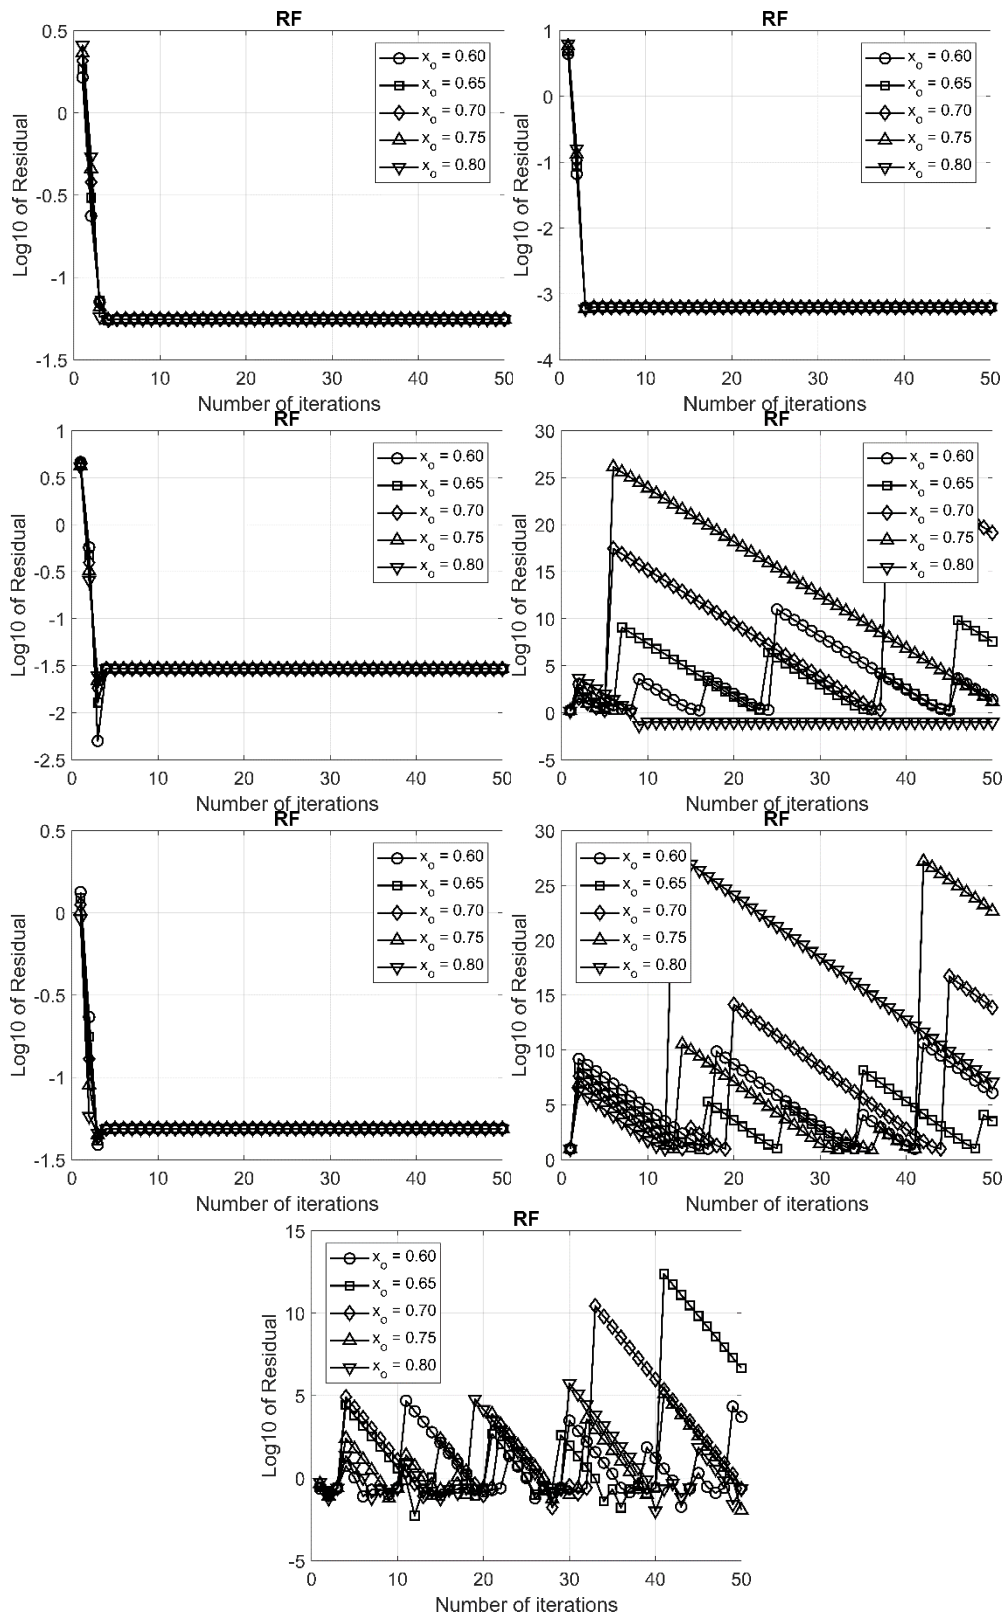 RF
0.5
0
-0.5
-1
-1.5
Log10 of Residual
x_o = 0.60
x_o = 0.65
x_o = 0.70
x_o = 0.75
x_o = 0.80
0 10 20 30 40 50
Number of iterctions
RF
1
0
-1
-2
-3
-4
Log10 of Residual
x_o = 0.60
x_o = 0.65
x_o = 0.70
x_o = 0.75
x_o = 0.80
0 10 20 30 40 50
Number of iterations
RF
1
0.5
0
-0.5
-1
-1.5
-2
-2.5
Log10 of Residual
x_o = 0.60
x_o = 0.65
x_o = 0.70
x_o = 0.75
x_o = 0.80
0 10 20 30 40 50
Number of iterations
RF
30
25
20
15
10
5
0
-5
Log10 of Residual
x_o = 0.60
x_o = 0.65
x_o = 0.70
x_o = 0.75
x_o = 0.80
0 10 20 30 40 50
Number of iterations
RF
0.5
0
-0.5
-1
-1.5
Log10 of Residual
x_o = 0.60
x_o = 0.65
x_o = 0.70
x_o = 0.75
x_o = 0.80
0 10 20 30 40 50
Number of iterations
RF
30
25
20
15
10
5
0
Log10 of Residual
x_o = 0.60
x_o = 0.65
x_o = 0.70
x_o = 0.75
x_o = 0.80
0 10 20 30 40 50
Number of iterations
RF
15
10
5
0
-5
Log10 of Residual
x_o = 0.60
x_o = 0.65
x_o = 0.70
x_o = 0.75
x_o = 0.80
0 10 20 30 40 50
Number of iterations